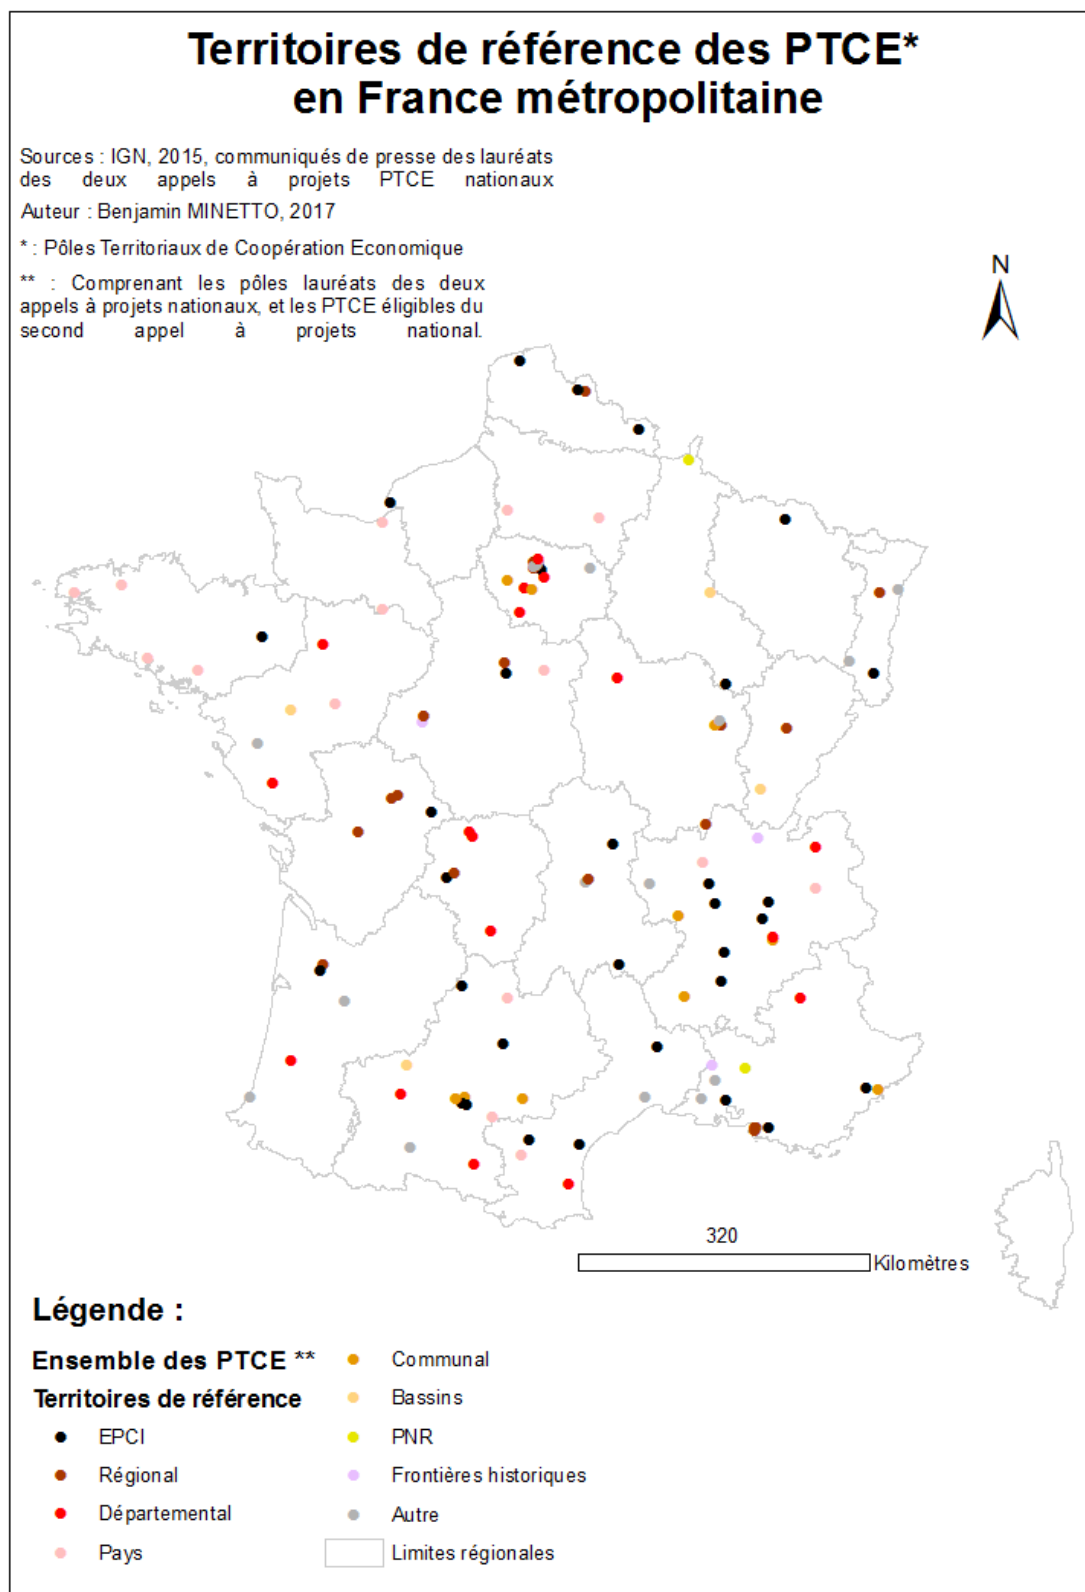 Territoires de référence des PTCE*
en France métropolitaine
Sources : IGN, 2015, communiqués de presse des lauréats
des deux appels à projets PTCE nationaux
Auteur : Benjamin MINETTO, 2017
* : Pôles Territoriaux de Coopération Economique
** : Comprenant les pôles lauréats des deux
appels à projets nationaux, et les PTCE éligibles du
second appel à projets national.
N
320
Kilomètres
Légende :
Ensemble des PTCE **
Territoires de référence
EPCI
Régional
Départemental
Pays
Communal
Bassins
PNR
Frontières historiques
Autre
Limites régionales